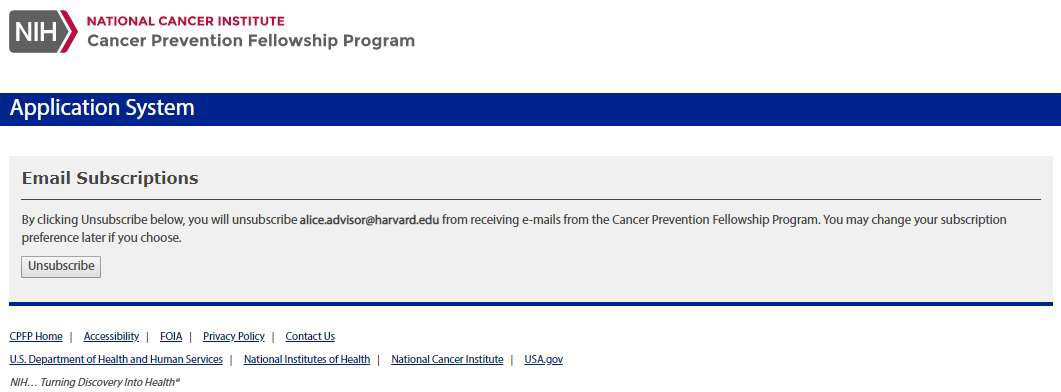 NIH NATIONAL CANCER INSTITUTE
Cancer Prevention Fellowship Program
Application System
Email Subscriptions
By clicking Unsubscribe below, you will unsubscribe alice.advisor@harvard.edu from receiving e-mails from the Cancer Prevention Fellowship Program. You may change your subscription
preference later if you choose.
Unsubscribe
CPFP Home | Accessibility | FOIA | Privacy Policy | Contact Us
U.S. Department of Health and Human Services | National Institutes of Health | National Cancer Institute | USA.gov
NIH… Turning Discovery Into Health®